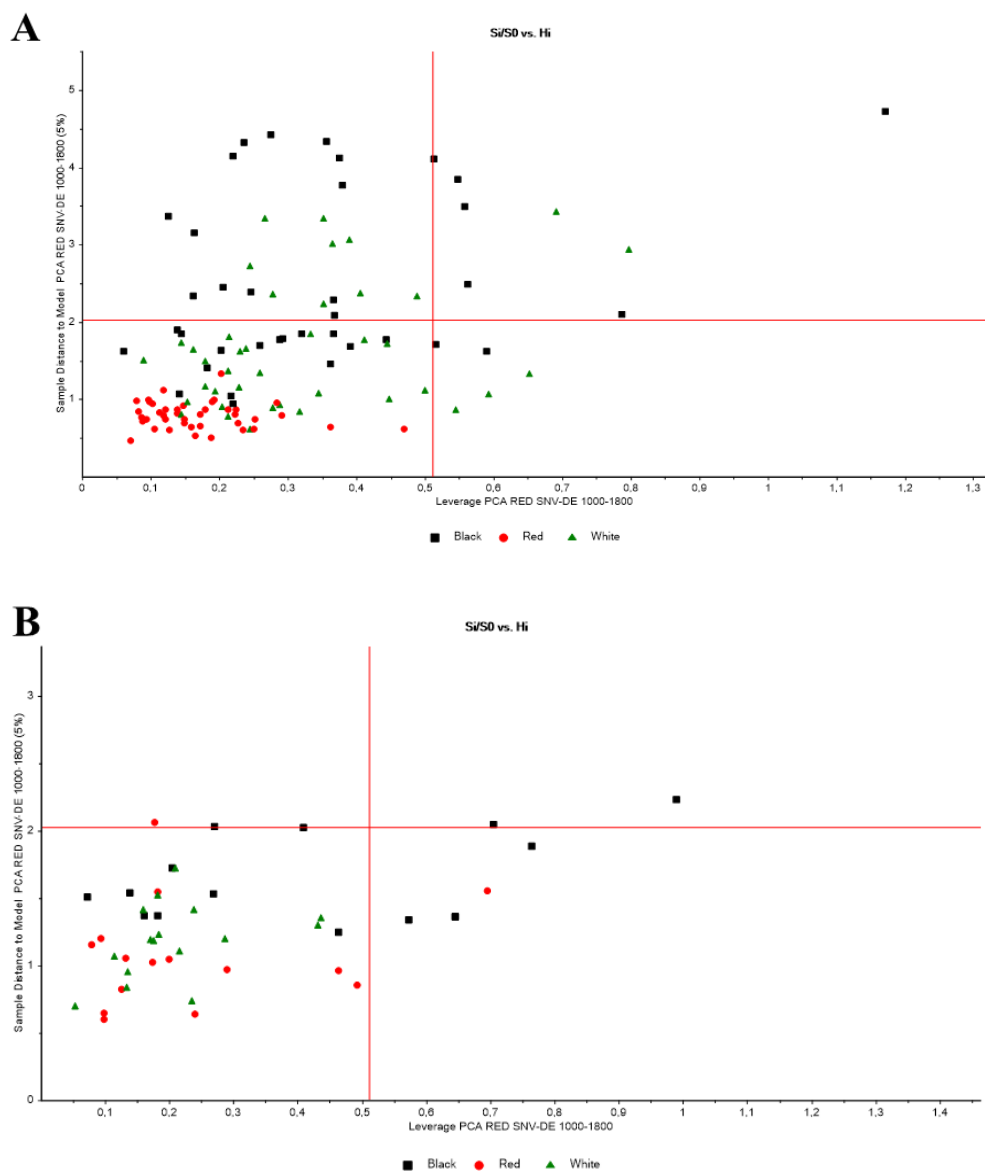 A
Si/S0 vs. Hi
Sample Distance to Model PCA RED SNV-DE 1000-1800 (5%)
5
4
3
2
1
0 0,1 0,2 0,3 0,4 0,5 0,6 0,7 0,8 0,9 1 1,1 1,2 1,3
Leverage PCA RED SNV-DE 1000-1800
Black Red White
B
Si/S0 vs. Hi
Sample Distance to Model PCA RED SNV-DE 1000-1800 (5%)
3
2
1
0
0,1 0,2 0,3 0,4 0,5 0,6 0,7 0,8 0,9 1 1,1 1,2 1,3 1,4
Leverage PCA RED SNV-DE 1000-1800
Black Red White